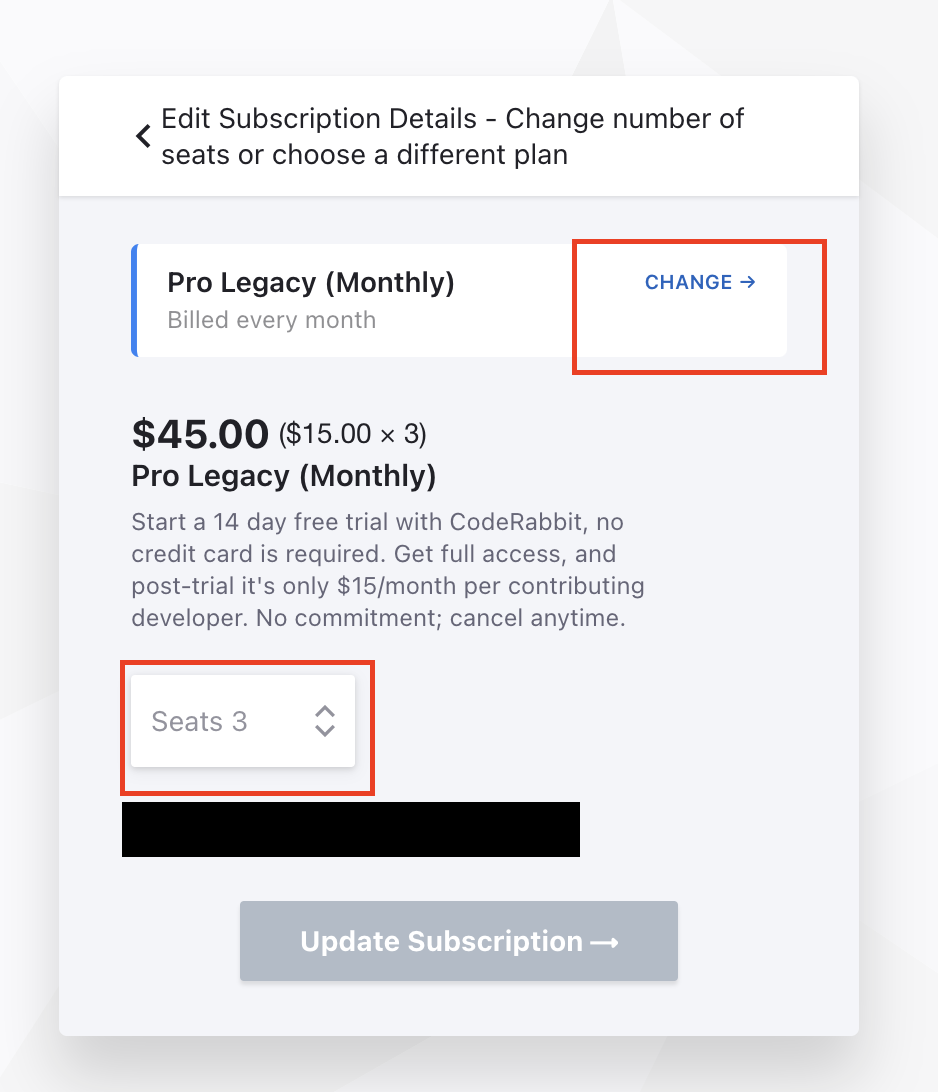 Edit Subscription Details - Change number of
seats or choose a different plan
Pro Legacy (Monthly)
CHANGE →
Billed every month
$45.00 ($15.00 × 3)
Pro Legacy (Monthly)
Start a 14 day free trial with CodeRabbit, no
credit card is required. Get full access, and
post-trial it's only $15/month per contributing
developer. No commitment; cancel anytime.
Seats 3
Update Subscription →